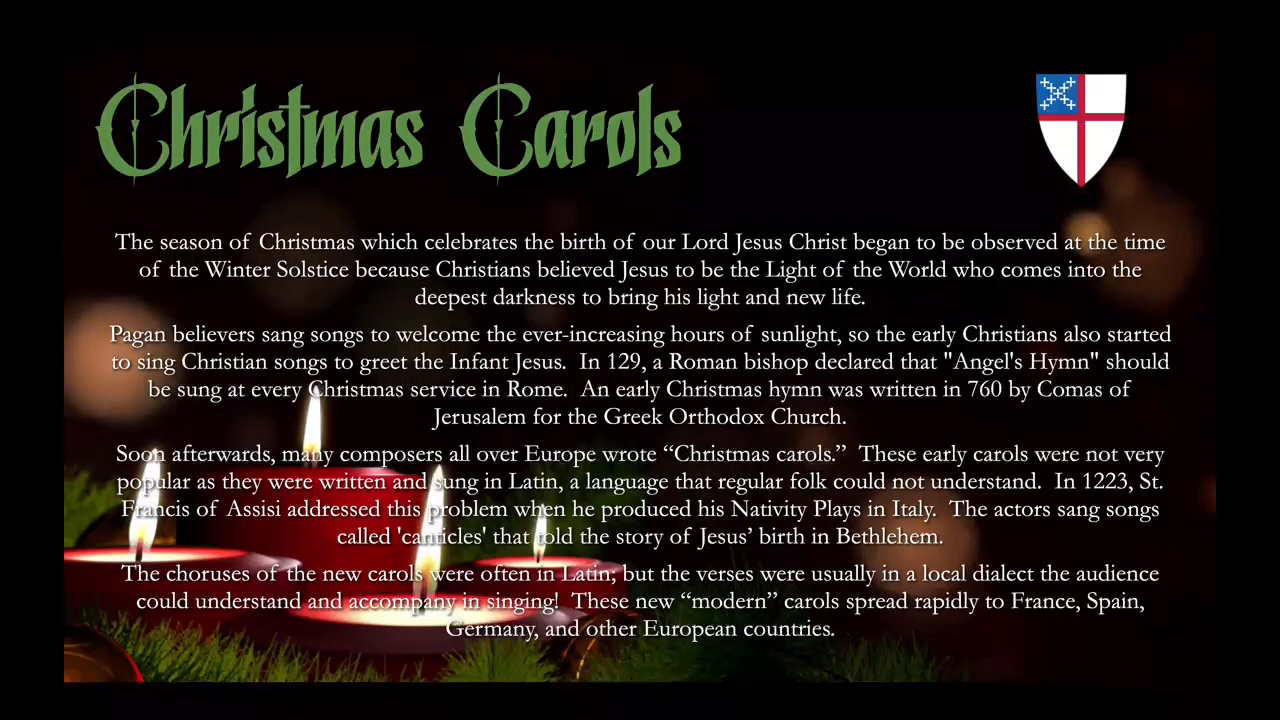 Christmas Carols
The season of Christmas which celebrates the birth of our Lord Jesus Christ began to be observed at the time
of the Winter Solstice because Christians believed Jesus to be the Light of the World who comes into the
deepest darkness to bring his light and new life.
Pagan believers sang songs to welcome the ever-increasing hours of sunlight, so the early Christians also started
to sing Christian songs to greet the Infant Jesus.  In 129, a Roman bishop declared that "Angel's Hymn" should
be sung at every Christmas service in Rome.  An early Christmas hymn was written in 760 by Comas of
Jerusalem for the Greek Orthodox Church.
Soon afterwards, many composers all over Europe wrote “Christmas carols.”  These early carols were not very
popular as they were written and sung in Latin, a language that regular folk could not understand.  In 1223, St.
Francis of Assisi addressed this problem when he produced his Nativity Plays in Italy.  The actors sang songs
called 'canticles' that told the story of Jesus’ birth in Bethlehem.
The choruses of the new carols were often in Latin; but the verses were usually in a local dialect the audience
could understand and accompany in singing!  These new “modern” carols spread rapidly to France, Spain,
Germany, and other European countries.